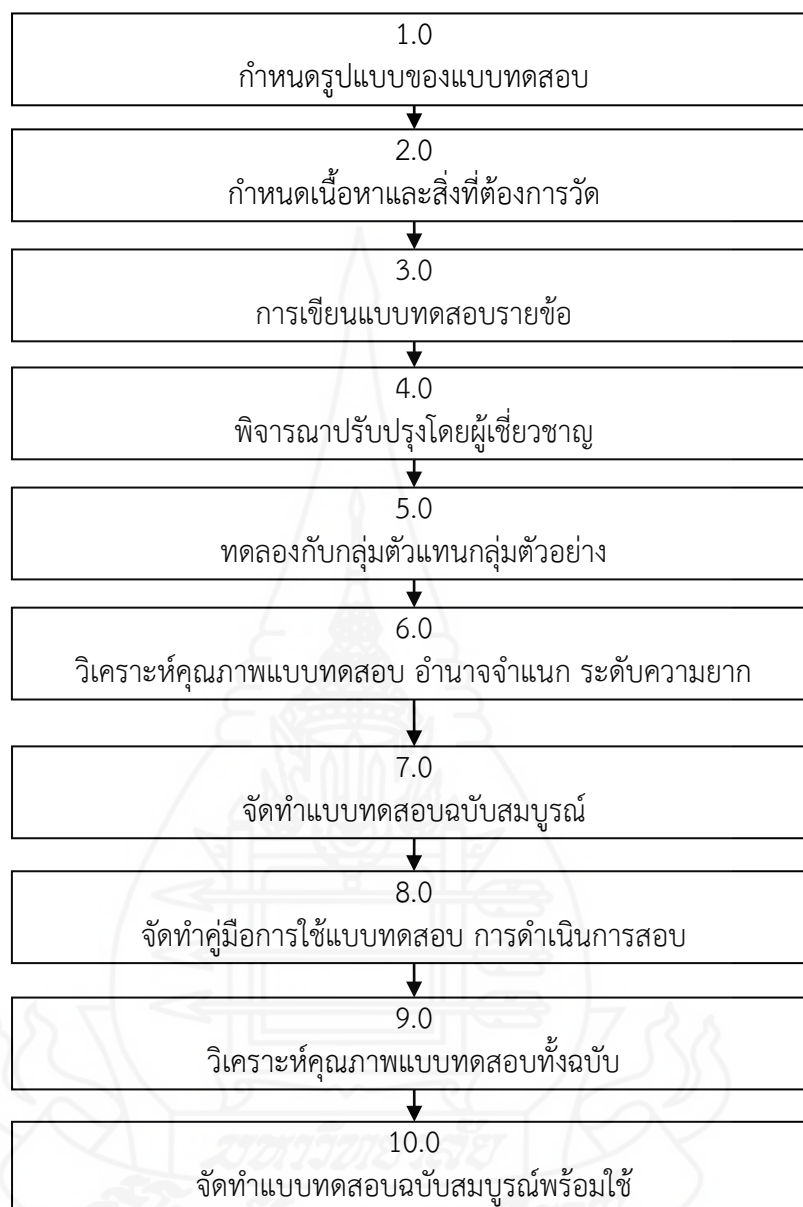 1.0
กำหนดรูปแบบของแบบทดสอบ
2.0
กำหนดเนื้อหาและสิ่งที่ต้องการวัด
3.0
การเขียนแบบทดสอบรายข้อ
4.0
พิจารณาปรับปรุงโดยผู้เชี่ยวชาญ
5.0
ทดลองกับกลุ่มตัวแทนกลุ่มตัวอย่าง
6.0
วิเคราะห์คุณภาพแบบทดสอบ อำนาจจำแนก ระดับความยาก
7.0
จัดทำแบบทดสอบฉบับสมบูรณ์
8.0
จัดทำคู่มือการใช้แบบทดสอบ การดำเนินการสอบ
9.0
วิเคราะห์คุณภาพแบบทดสอบทั้งฉบับ
10.0
มหาวิทยาลัย
จัดทำแบบทดสอบฉบับสมบูรณ์พร้อมใช้